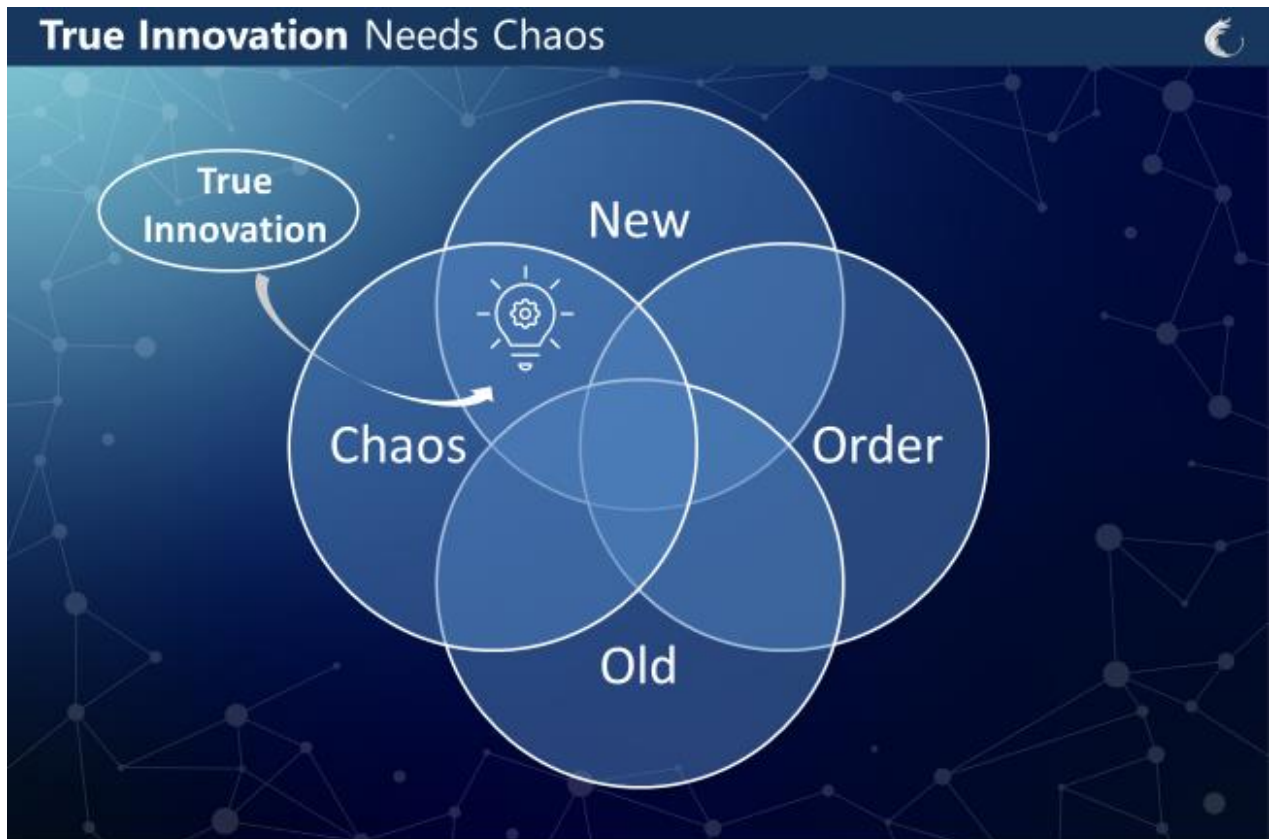 True Innovation Needs Chaos
True
Innovation
New
Chaos
Order
Old